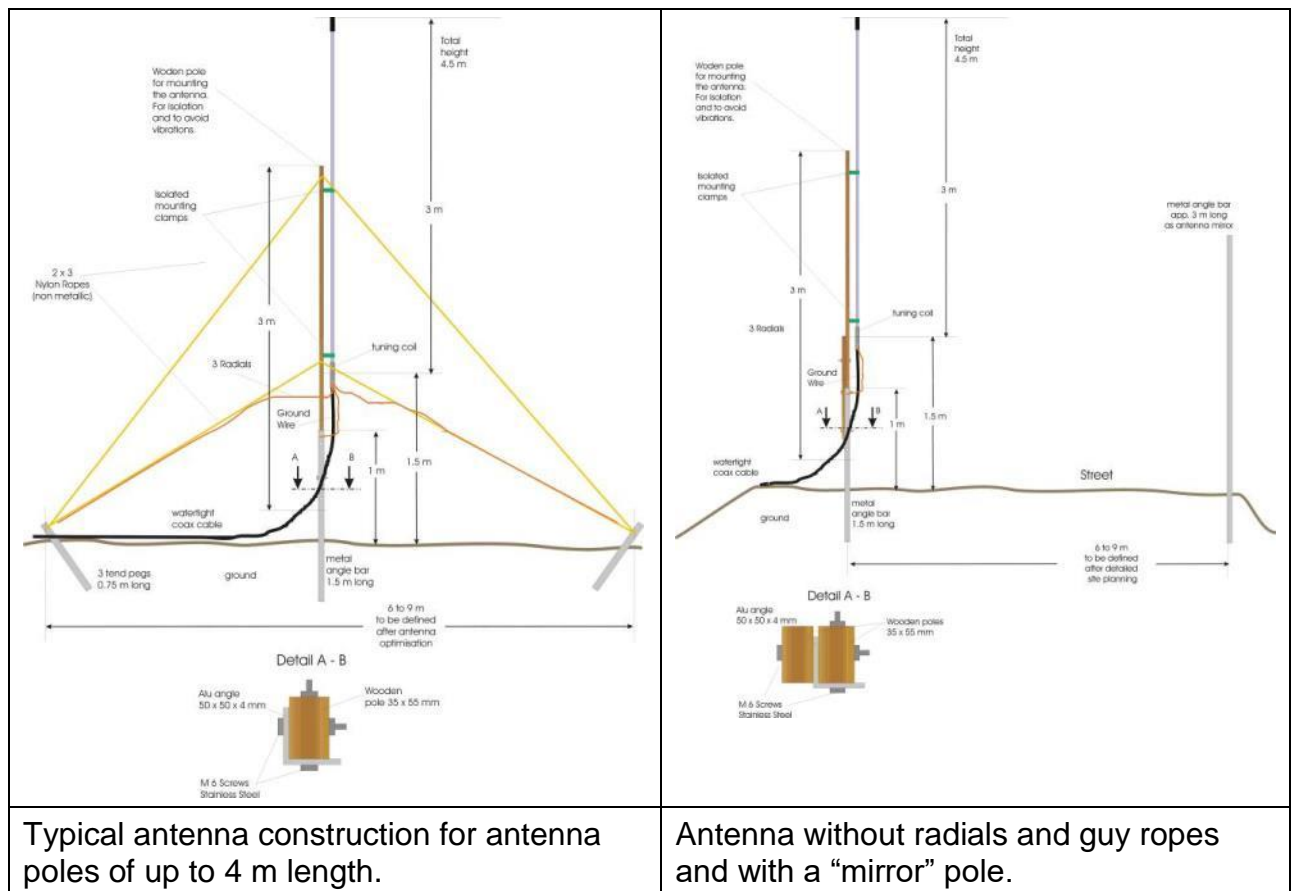 Total
height
4.5 m
Woden pole
for mounting
the antenna.
For isolation
and to avoid
vibrations.
Isolated
mounting
clamps
3 m
2 x 3
Nylon Ropes
(non metallic)
3 m
tuning coil
3 Radials
Ground
Wire
A
B
1 m
1.5 m
watertight
coax cable
3 tend pegs
0.75 m long
ground
metal
angle bar
1.5 m long
6 to 9 m
to be defined
after antenna
optimisation
Detail A - B
Alu angle
50 x 50 x 4 mm
Wooden
pole 35 x 55 mm
M 6 Screws
Stainless Steel
Typical antenna construction for antenna
poles of up to 4 m length.
Total
height
4.5 m
Woden pole
for mounting
the antenna.
For isolation
and to avoid
vibrations.
Isolated
mounting
clamps
3 m
metal angle bar
app. 3 m long
as antenna mirror
3 m
tuning coil
3 Radials
Ground
Wire
A
B
1 m
1.5 m
watertight
coax cable
Street
ground
metal
angle bar
1.5 m long
6 to 9 m
to be defined
after detailed
site planning
Detail A - B
Alu angle
50 x 50 x 4 mm
Wooden poles
35 x 55 mm
M 6 Screws
Stainless Steel
Antenna without radials and guy ropes
and with a “mirror” pole.